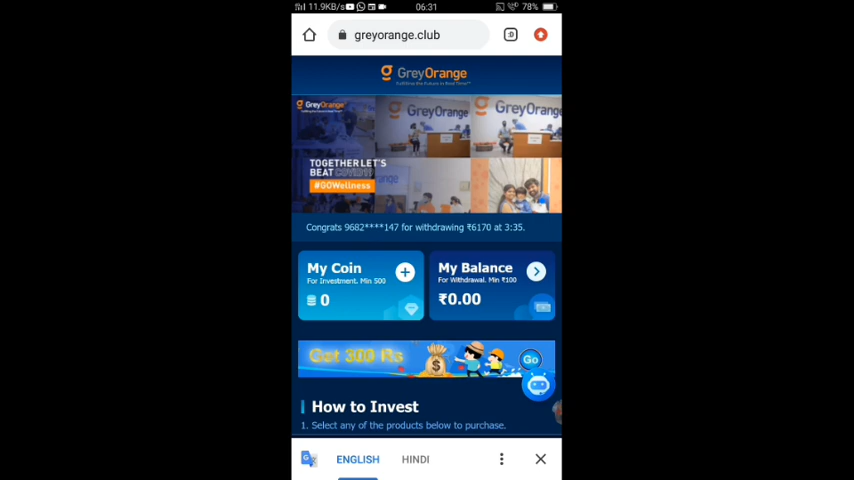 11.9KB/s
06:31
78%
greyorange.club
:D
GreyOrange
GreyOrange
GreyOrange
GreyOrange
TOGETHER LET'S
BEAT COVID19
#GOWellness
Congrats 9682****147 for withdrawing ₹6170 at 3:35.
My Coin
For Investment. Min 500
0
My Balance
For Withdrawal. Min ₹100
₹0.00
Get 300 Rs
$
Go
How to Invest
1. Select any of the products below to purchase.
G
ENGLISH
HINDI